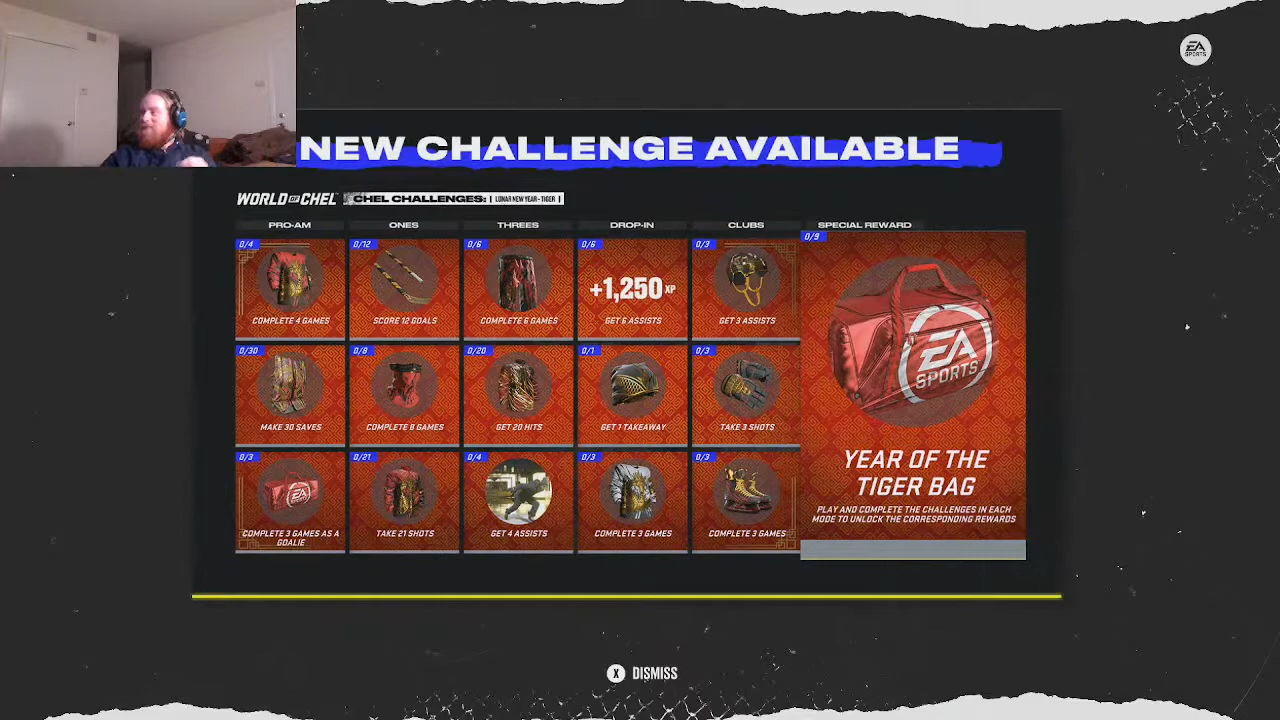 EA
SPORTS
NEW CHALLENGE AVAILABLE
WORLD OF CHEL CHEL CHALLENGES: | LUNAR NEW YEAR - TIGER |
PRO-AM ONES THREES DROP-IN CLUBS SPECIAL REWARD
0/4 0/12 0/6 0/6 0/3 0/9
+1,250 XP
COMPLETE 4 GAMES SCORE 12 GOALS COMPLETE 6 GAMES GET 6 ASSISTS GET 3 ASSISTS
EA
SPORTS
0/30 0/8 0/20 0/1 0/3
MAKE 30 SAVES COMPLETE 8 GAMES GET 20 HITS GET 1 TAKEAWAY TAKE 3 SHOTS
0/3 0/21 0/4 0/3 0/3
YEAR OF THE
TIGER BAG
COMPLETE 3 GAMES AS A
GOALIE
TAKE 21 SHOTS GET 4 ASSISTS COMPLETE 3 GAMES COMPLETE 3 GAMES
PLAY AND COMPLETE THE CHALLENGES IN EACH
MODE TO UNLOCK THE CORRESPONDING REWARDS
X DISMISS